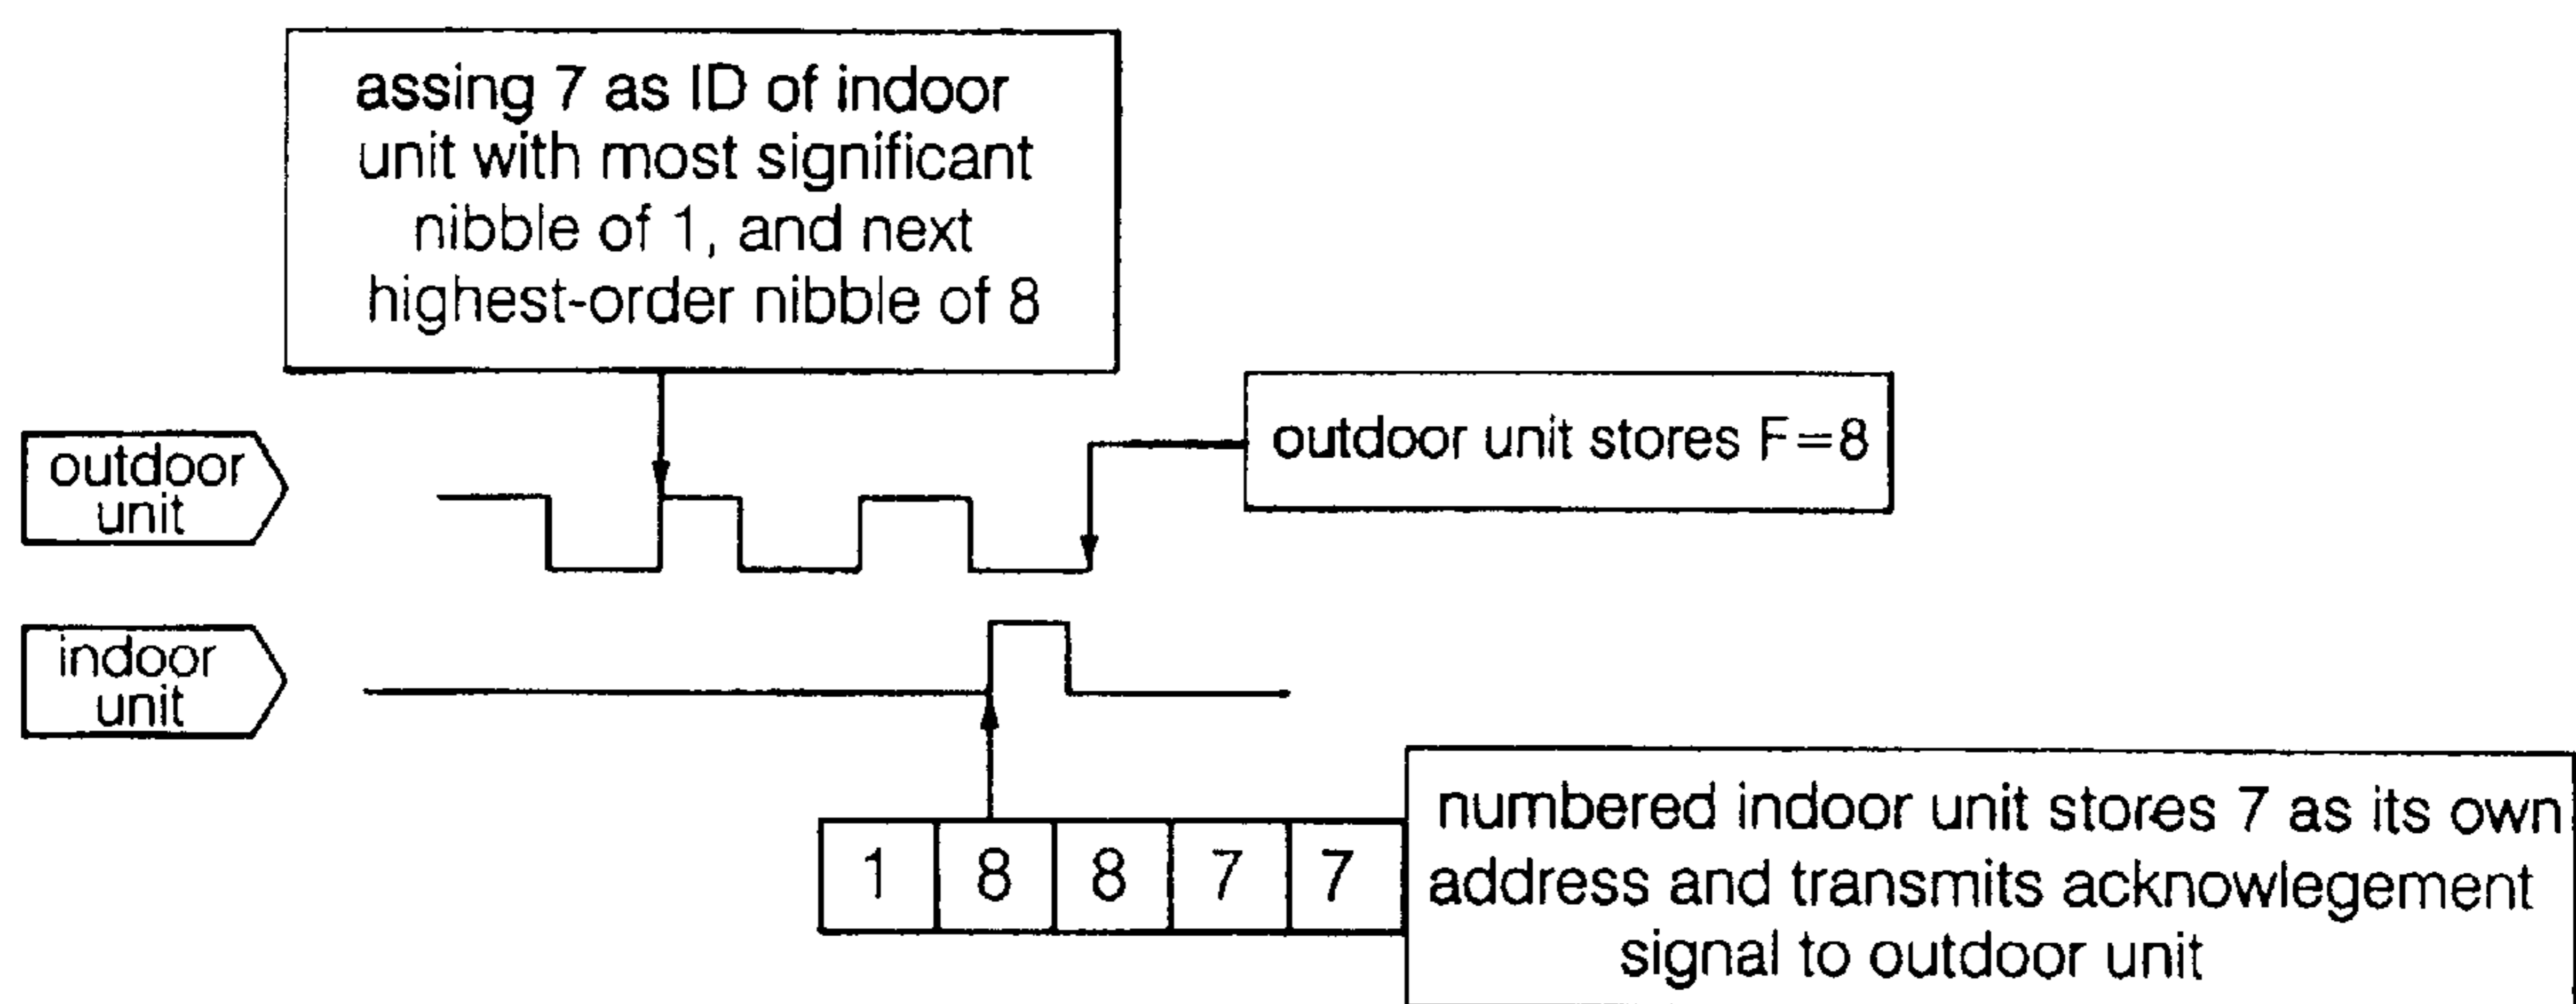 assing 7 as ID of indoor
unit with most significant
nibble of 1, and next
highest-order nibble of 8
outdoor unit stores F=8
outdoor
unit
indoor
unit
1 8 8 7 7
numbered indoor unit stores 7 as its own
address and transmits acknowlegement
signal to outdoor unit